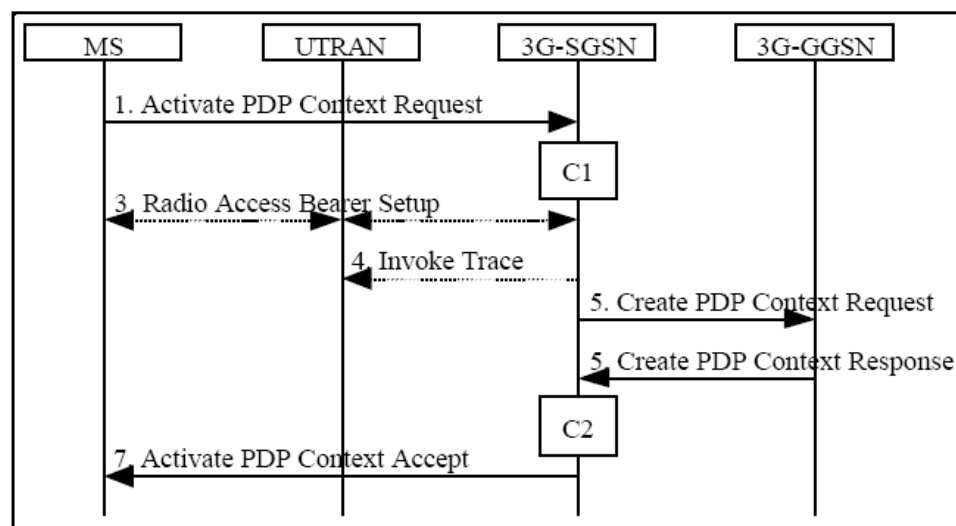 MS UTRAN 3G-SGSN 3G-GGSN
1. Activate PDP Context Request
C1
3. Radio Access Bearer Setup
4. Invoke Trace
5. Create PDP Context Request
5. Create PDP Context Response
C2
7. Activate PDP Context Accept